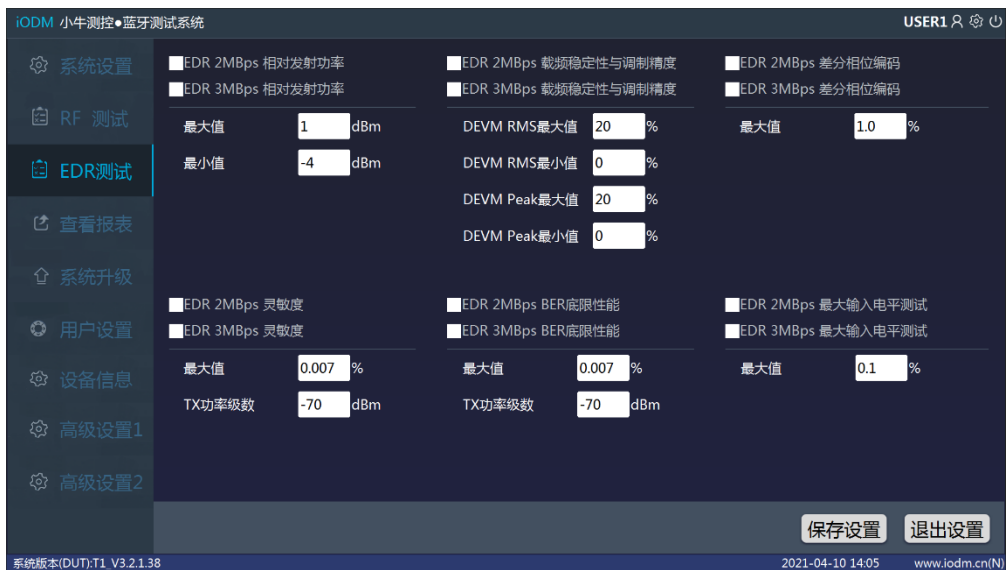 iODM 小牛测控●蓝牙测试系统
USER1
系统设置
RF 测试
EDR测试
查看报表
系统升级
用户设置
设备信息
高级设置1
高级设置2
EDR 2MBps 相对发射功率
EDR 3MBps 相对发射功率
最大值 1 dBm
最小值 -4 dBm
EDR 2MBps 载频稳定性与调制精度
EDR 3MBps 载频稳定性与调制精度
DEVM RMS最大值 20 %
DEVM RMS最小值 0 %
DEVM Peak最大值 20 %
DEVM Peak最小值 0 %
EDR 2MBps 差分相位编码
EDR 3MBps 差分相位编码
最大值 1.0 %
EDR 2MBps 灵敏度
EDR 3MBps 灵敏度
最大值 0.007 %
TX功率级数 -70 dBm
EDR 2MBps BER底限性能
EDR 3MBps BER底限性能
最大值 0.007 %
TX功率级数 -70 dBm
EDR 2MBps 最大输入电平测试
EDR 3MBps 最大输入电平测试
最大值 0.1 %
保存设置 退出设置
系统版本(DUT):T1_V3.2.1.38
2021-04-10 14:05 www.iodm.cn(N)